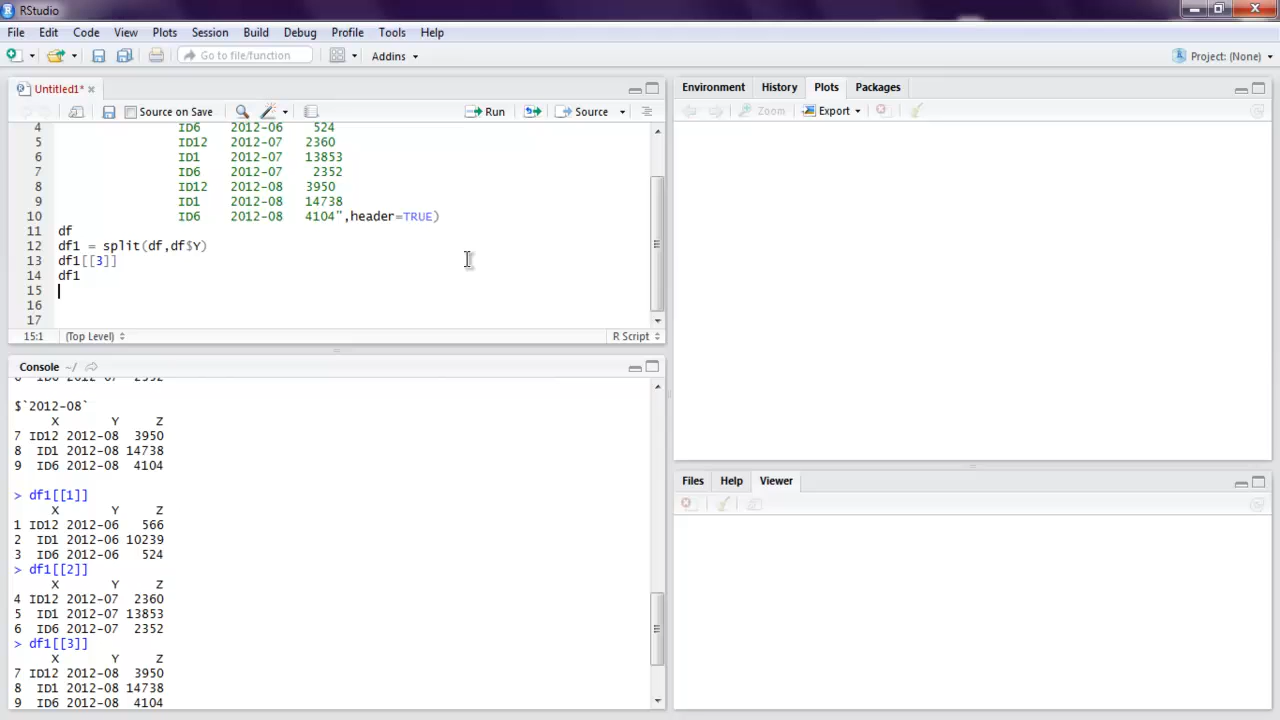 RStudio
File Edit Code View Plots Session Build Debug Profile Tools Help
Go to file/function Addins Project: (None)
Untitled1*
Source on Save Run Source
4 ID6 2012-06 524
5 ID12 2012-07 2360
6 ID1 2012-07 13853
7 ID6 2012-07 2352
8 ID12 2012-08 3950
9 ID1 2012-08 14738
10 ID6 2012-08 4104",header=TRUE)
11 df
12 df1 = split(df,df$Y)
13 df1[[3]]
14 df1
15
16
17
15:1 (Top Level) R Script
Console ~/
6 ID6 2012-07 2352
$`2012-08`
X Y Z
7 ID12 2012-08 3950
8 ID1 2012-08 14738
9 ID6 2012-08 4104
> df1[[1]]
X Y Z
1 ID12 2012-06 566
2 ID1 2012-06 10239
3 ID6 2012-06 524
> df1[[2]]
X Y Z
4 ID12 2012-07 2360
5 ID1 2012-07 13853
6 ID6 2012-07 2352
> df1[[3]]
X Y Z
7 ID12 2012-08 3950
8 ID1 2012-08 14738
9 ID6 2012-08 4104
Environment History Plots Packages
Zoom Export
Files Help Viewer